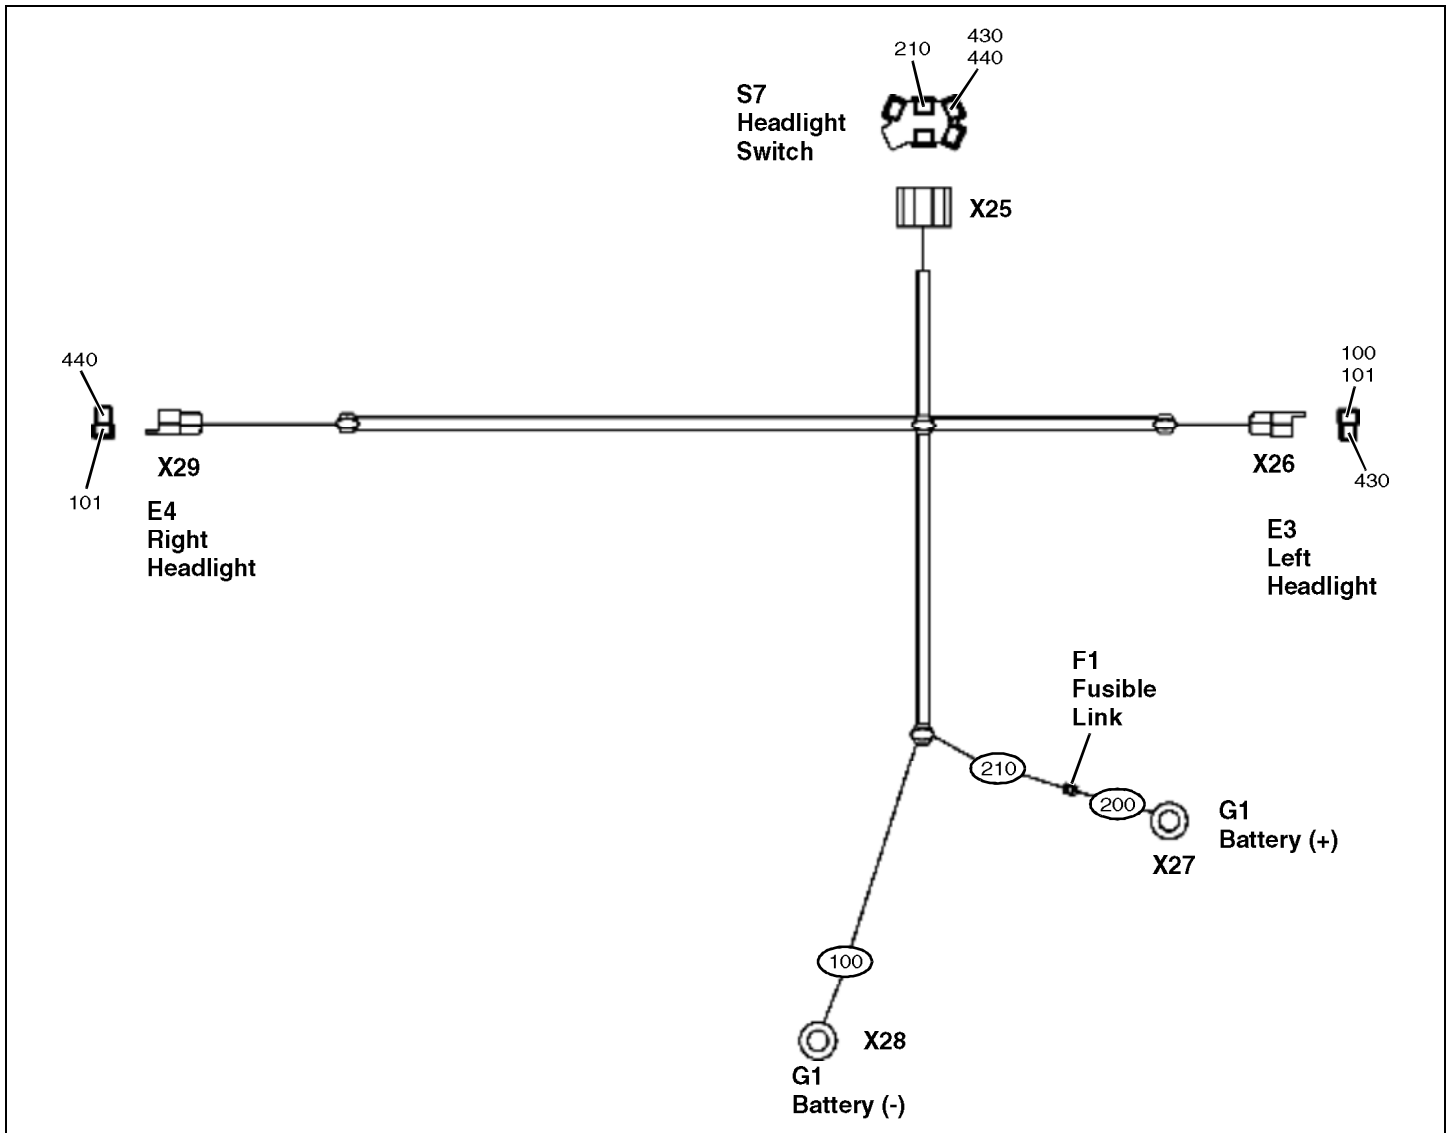 210
430
440
S7
Headlight
Switch
X25
440
X29
101
E4
Right
Headlight
100
101
X26
430
E3
Left
Headlight
F1
Fusible
Link
210
200
G1
Battery (+)
X27
100
X28
G1
Battery (-)